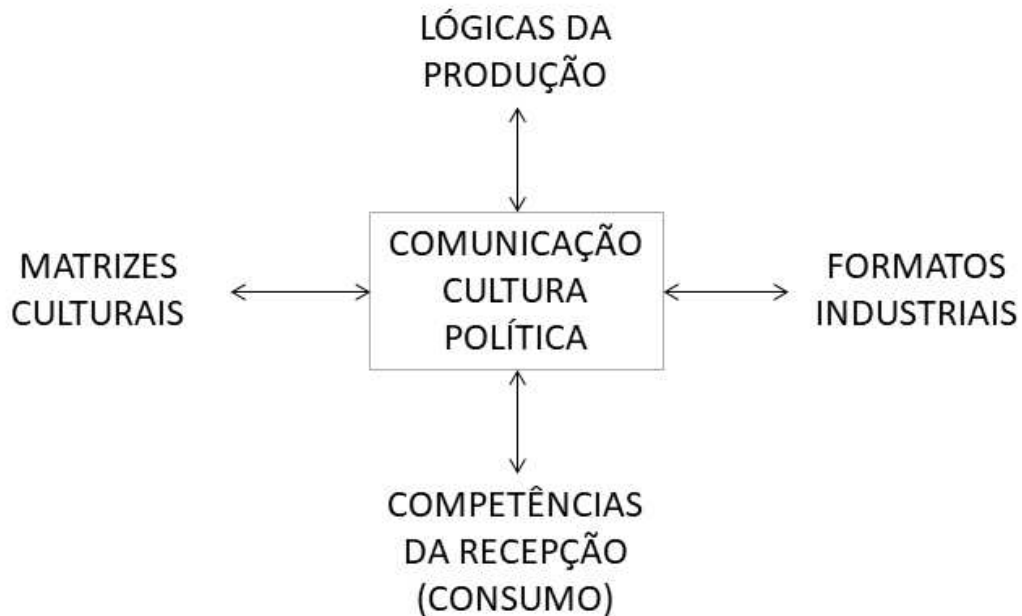 LÓGICAS DA
PRODUÇÃO
MATRIZES
CULTURAIS
COMUNICAÇÃO
CULTURA
POLÍTICA
FORMATOS
INDUSTRIAIS
COMPETÊNCIAS
DA RECEPÇÃO
(CONSUMO)